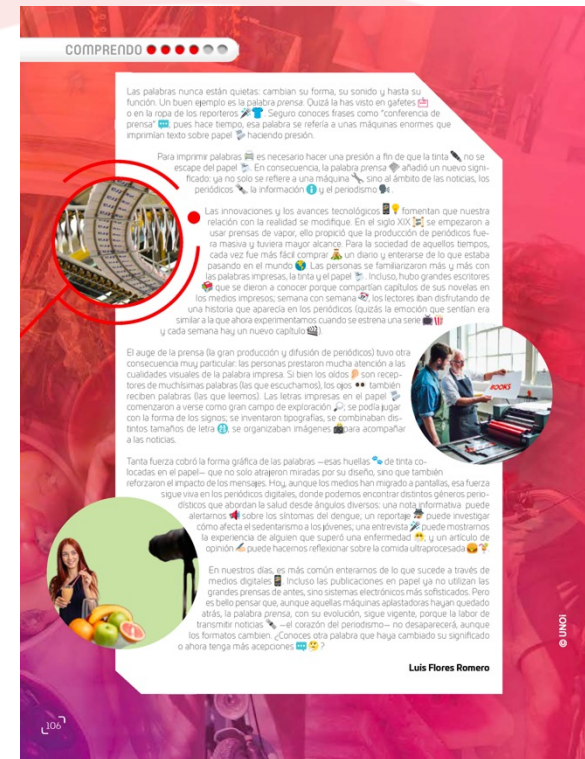 COMPRENDO
Las palabras nunca están quietas: cambian su forma, su sonido y hasta su
función. Un buen ejemplo es la palabra prensa. Quizá la has visto en gafetes
o en la ropa de los reporteros. Seguro conoces frases como “conferencia de
prensa”, pues hace tiempo, esa palabra se refería a unas máquinas enormes que
imprimían texto sobre papel haciendo presión.
Para imprimir palabras es necesario hacer una presión a fin de que la tinta no se
escape del papel. En consecuencia, la palabra prensa añadió un nuevo signi-
ficado: ya no solo se refiere a una máquina, sino al ámbito de las noticias, los
periódicos, la información y el periodismo.
Las innovaciones y los avances tecnológicos fomentan que nuestra
relación con la realidad se modifique. En el siglo XIX se empezaron a
usar prensas de vapor, ello propició que la producción de periódicos fue-
ra masiva y tuviera mayor alcance. Para la sociedad de aquellos tiempos,
cada vez fue más fácil comprar un diario y enterarse de lo que estaba
pasando en el mundo. Las personas se familiarizaron más y más con
las palabras impresas, la tinta y el papel. Incluso, hubo grandes escritores
que se dieron a conocer porque compartían capítulos de sus novelas en
los medios impresos; semana con semana, los lectores iban disfrutando de
una historia que aparecía en los periódicos (quizás la emoción que sentían era
similar a la que ahora experimentamos cuando se estrena una serie
y cada semana hay un nuevo capítulo).
El auge de la prensa (la gran producción y difusión de periódicos) tuvo otra
consecuencia muy particular: las personas prestaron mucha atención a las
cualidades visuales de la palabra impresa. Si bien los oídos son recep-
tores de muchísimas palabras (las que escuchamos), los ojos también
reciben palabras (las que leemos). Las letras impresas en el papel
comenzaron a verse como gran campo de exploración; se podía jugar
con la forma de los signos; se inventaron tipografías, se combinaban dis-
tintos tamaños de letra, se organizaban imágenes para acompañar
a las noticias.
Tanta fuerza cobró la forma gráfica de las palabras —esas huellas de tinta co-
locadas en el papel— que no solo atrajeron miradas por su diseño, sino que también
reforzaron el impacto de los mensajes. Hoy, aunque los medios han migrado a pantallas, esa fuerza
sigue viva en los periódicos digitales, donde podemos encontrar distintos géneros perio-
dísticos que abordan la salud desde ángulos diversos: una nota informativa puede
alertarnos sobre los síntomas del dengue; un reportaje puede investigar
cómo afecta el sedentarismo a los jóvenes; una entrevista puede mostrarnos
la experiencia de alguien que superó una enfermedad, y un artículo de
opinión puede hacernos reflexionar sobre la comida ultraprocesada
En nuestros días, es más común enterarnos de lo que sucede a través de
medios digitales. Incluso las publicaciones en papel ya no utilizan las
grandes prensas de antes, sino sistemas electrónicos más sofisticados. Pero
es bello pensar que, aunque aquellas máquinas aplastadoras hayan quedado
atrás, la palabra prensa, con su evolución, sigue vigente, porque la labor de
transmitir noticias —el corazón del periodismo— no desaparecerá, aunque
los formatos cambien. ¿Conoces otra palabra que haya cambiado su significado
o ahora tenga más acepciones?
Luis Flores Romero
BOOKS
© UNOi
106